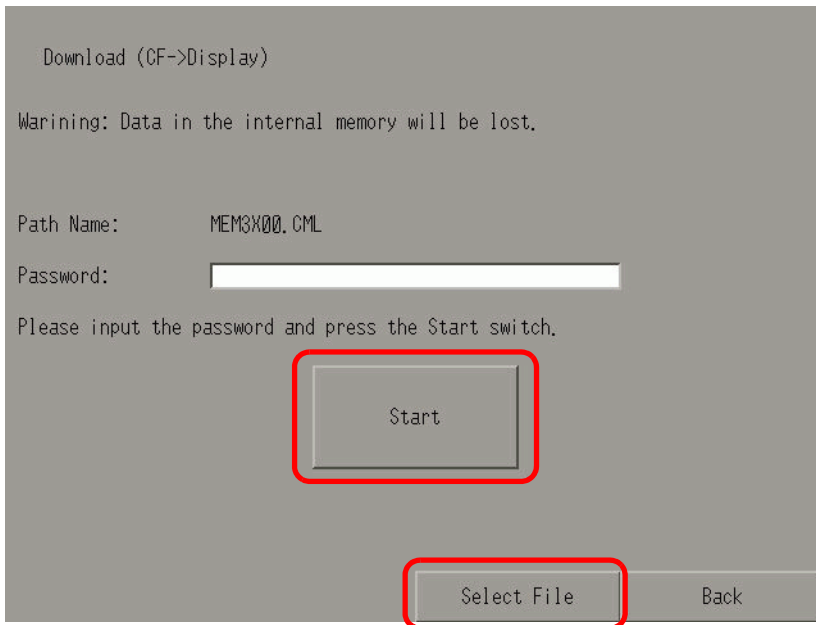 Download (CF->Display)
Warining: Data in the internal memory will be lost.
Path Name: MEM3X00.CML
Password:
Please input the password and press the Start switch.
Start
Select File Back